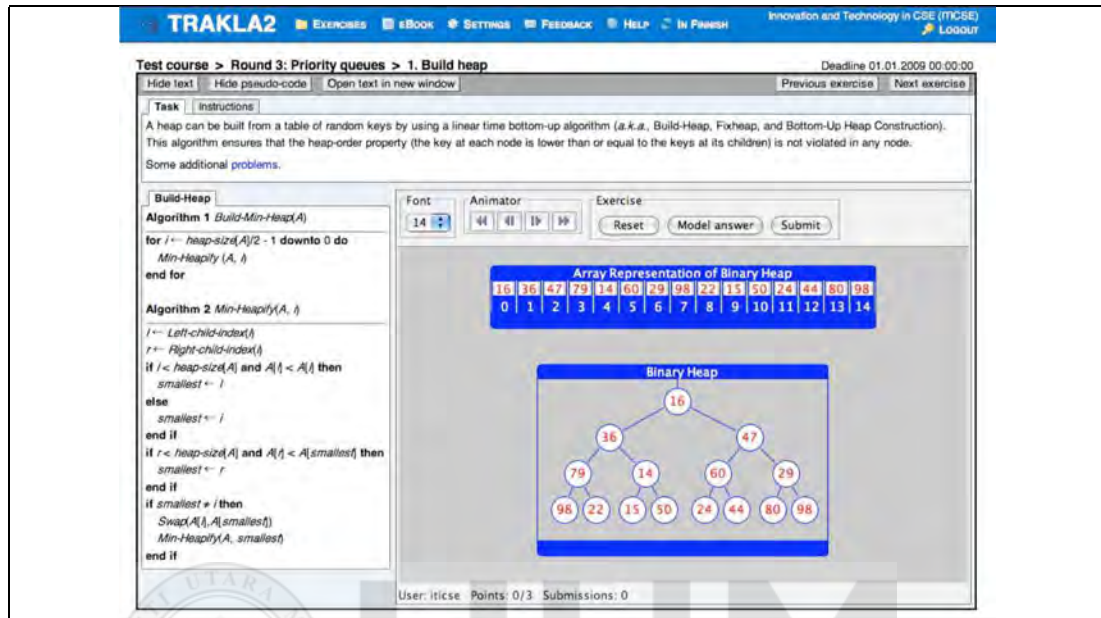 TRAKLA2 EXERCISES EBOOK SETTINGS FEEDBACK HELP IN FINNISH
Innovation and Technology in CSE (ITiCSE)
LOGOUT
Test course > Round 3: Priority queues > 1. Build heap
Deadline 01.01.2009 00:00:00
Hide text Hide pseudo-code Open text in new window Previous exercise Next exercise
Task Instructions
A heap can be built from a table of random keys by using a linear time bottom-up algorithm (a.k.a., Build-Heap, Fixheap, and Bottom-Up Heap Construction).
This algorithm ensures that the heap-order property (the key at each node is lower than or equal to the keys at its children) is not violated in any node.
Some additional problems.
Build-Heap
Algorithm 1 Build-Min-Heap(A)
for i ← heap-size(A)/2 - 1 downto 0 do
Min-Heapify (A, i)
end for
Algorithm 2 Min-Heapify(A, i)
l ← Left-child-index(i)
r ← Right-child-index(i)
if l < heap-size(A) and A[l] < A[i] then
smallest ← l
else
smallest ← i
end if
if r < heap-size(A) and A[r] < A[smallest] then
smallest ← r
end if
if smallest ≠ i then
Swap(A[i], A[smallest])
Min-Heapify(A, smallest)
end if
Font
14
Animator
Exercise
Reset Model answer Submit
Array Representation of Binary Heap
16 36 47 79 14 60 29 98 22 15 50 24 44 80 98
0 1 2 3 4 5 6 7 8 9 10 11 12 13 14
Binary Heap
16
36 47
79 14 60 29
98 22 15 50 24 44 80 98
User: iticse Points: 0/3 Submissions: 0
UTARA